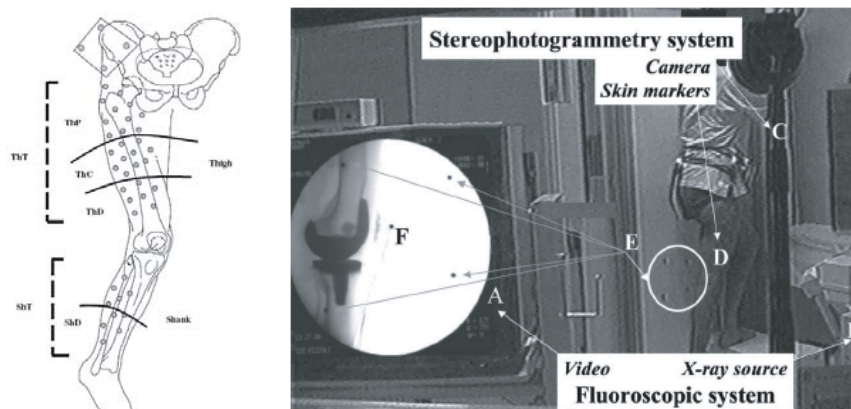 ThP
ThT
Thigh
ThC
ThD
ShT
ShD
Shank
Stereophotogrammetry system
Camera
Skin markers
C
E
D
F
A
Video X-ray source
Fluoroscopic system